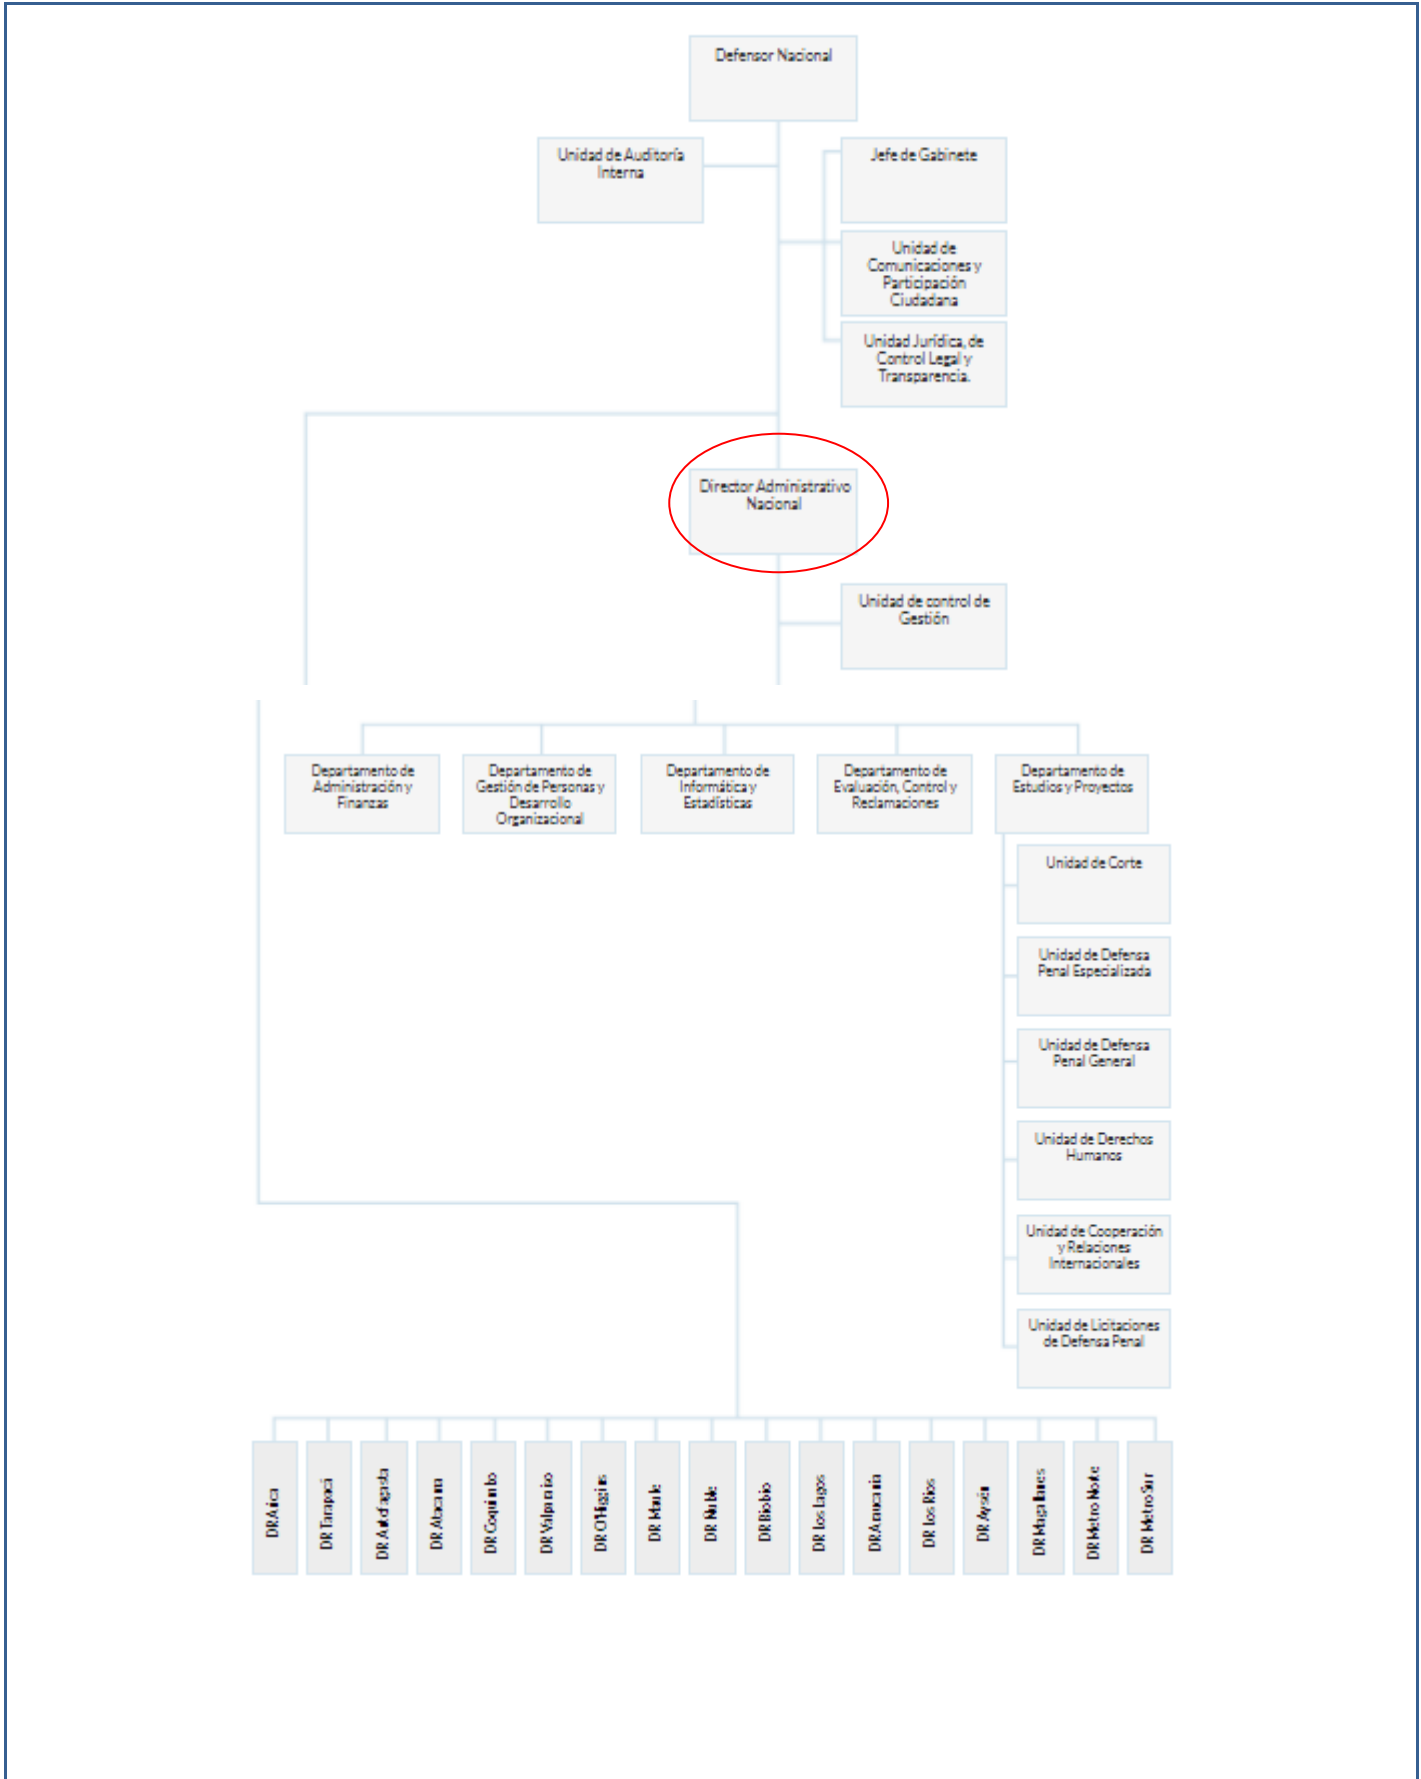 Defensor Nacional
Unidad de Auditoría
Interna
Jefe de Gabinete
Unidad de
Comunicaciones y
Participación
Ciudadana
Unidad Jurídica, de
Control Legal y
Transparencia.
Director Administrativo
Nacional
Unidad de control de
Gestión
Departamento de
Administración y
Finanzas
Departamento de
Gestión de Personas y
Desarrollo
Organizacional
Departamento de
Informática y
Estadísticas
Departamento de
Evaluación, Control y
Reclamaciones
Departamento de
Estudios y Proyectos
Unidad de Corte
Unidad de Defensa
Penal Especializada
Unidad de Defensa
Penal General
Unidad de Derechos
Humanos
Unidad de Cooperación
y Relaciones
Internacionales
Unidad de Licitaciones
de Defensa Penal
DR Arica
DR Tarapacá
DR Antofagasta
DR Atacama
DR Coquimbo
DR Valparaíso
DR O'Higgins
DR Maule
DR Ñuble
DR Biobio
DR Los Lagos
DR Araucanía
DR Los Rios
DR Aysén
DR Magallanes
DR Metro Norte
DR Metro Sur